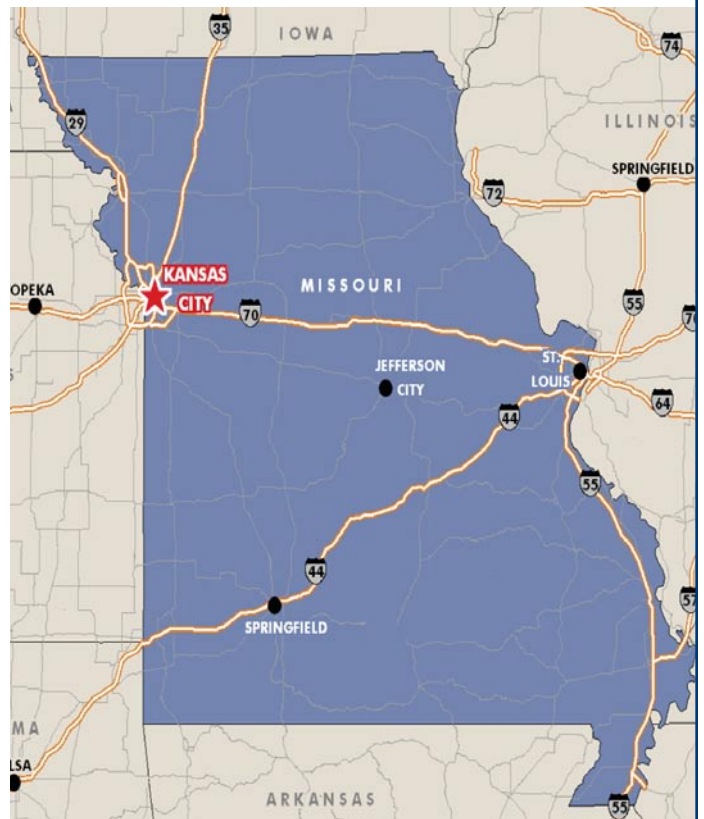 IOWA
35
74
29
ILLINOIS
SPRINGFIELD
72
KANSAS
CITY
MISSOURI
OPEKA
70
55
70
ST.
LOUIS
JEFFERSON
CITY
64
44
55
44
57
SPRINGFIELD
MA
LSA
ARKANSAS
55